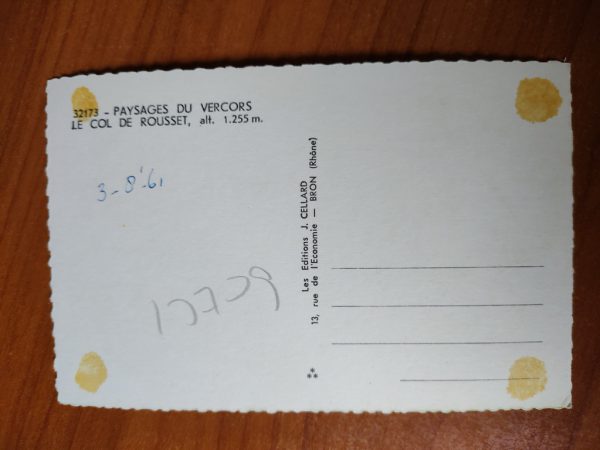 32173 - PAYSAGES DU VERCORS
LE COL DE ROUSSET, alt. 1.255 m.
3-8-61
Les Editions J. CELLARD
13, rue de l'Economie — BRON (Rhône)